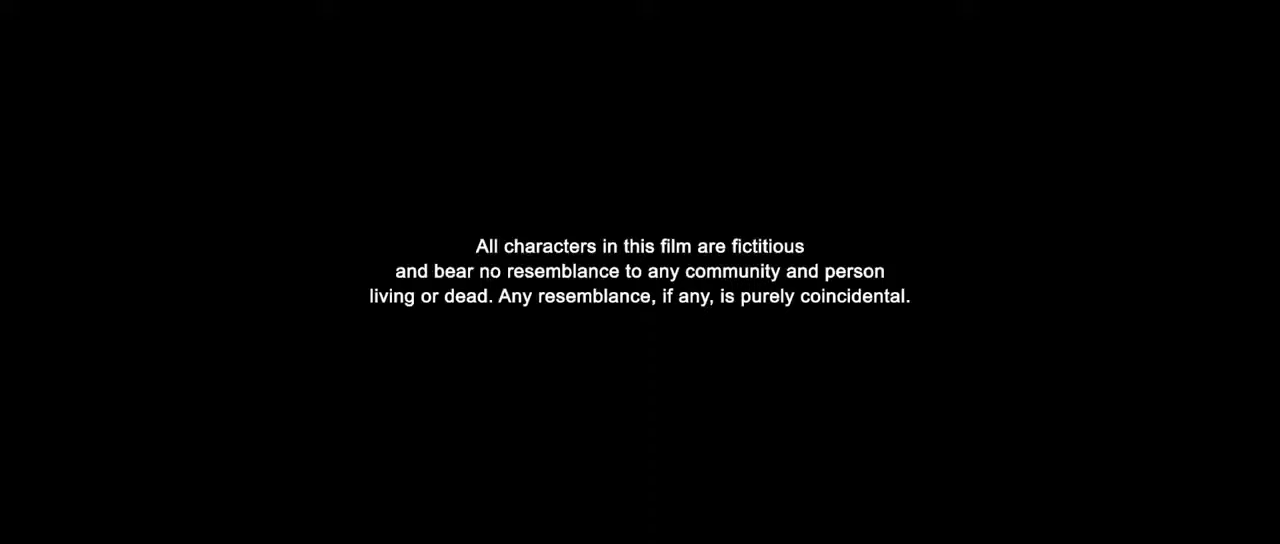 All characters in this film are fictitious
and bear no resemblance to any community and person
living or dead. Any resemblance, if any, is purely coincidental.